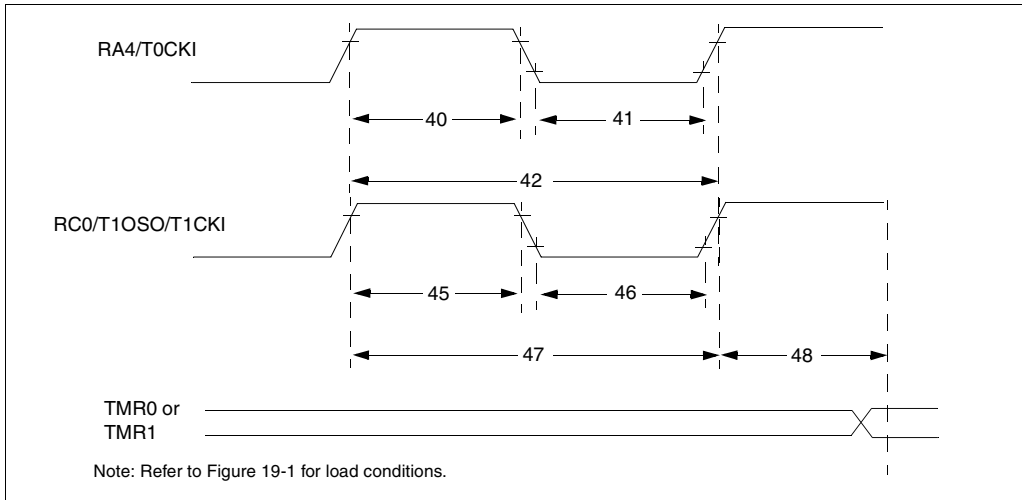 RA4/T0CKI
40
41
42
RC0/T1OSO/T1CKI
45
46
47
48
TMR0 or
TMR1
Note: Refer to Figure 19-1 for load conditions.